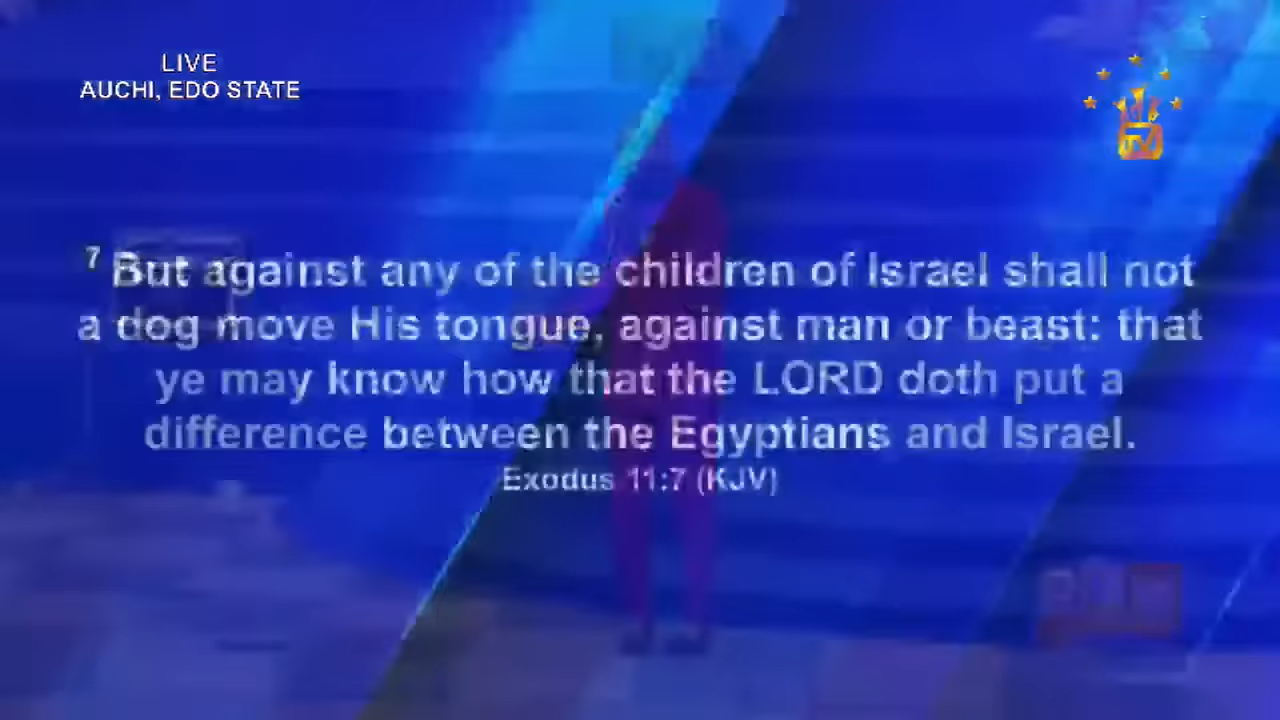 LIVE
AUCHI, EDO STATE
7 But against any of the children of Israel shall not
a dog move His tongue, against man or beast: that
ye may know how that the LORD doth put a
difference between the Egyptians and Israel.
Exodus 11:7 (KJV)